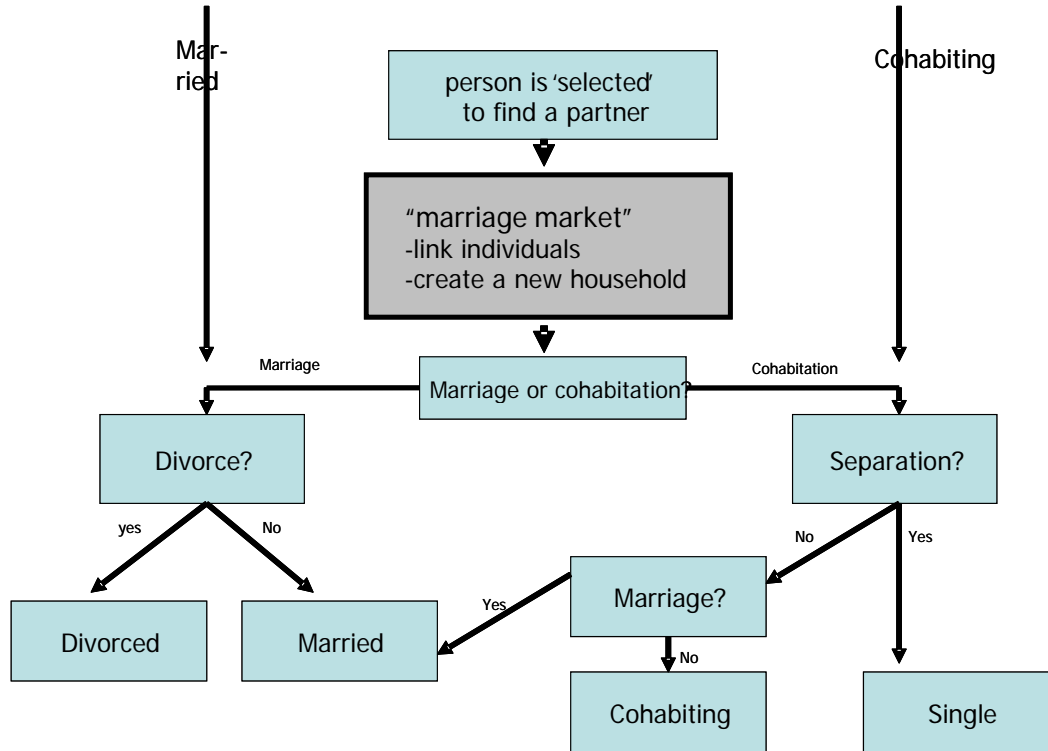 Mar-
ried
Cohabiting
person is ‘selected’
to find a partner
“marriage market”
-link individuals
-create a new household
Marriage
Marriage or cohabitation?
Cohabitation
Divorce?
Separation?
yes
No
No
Yes
Marriage?
Yes
Divorced
Married
No
Cohabiting
Single